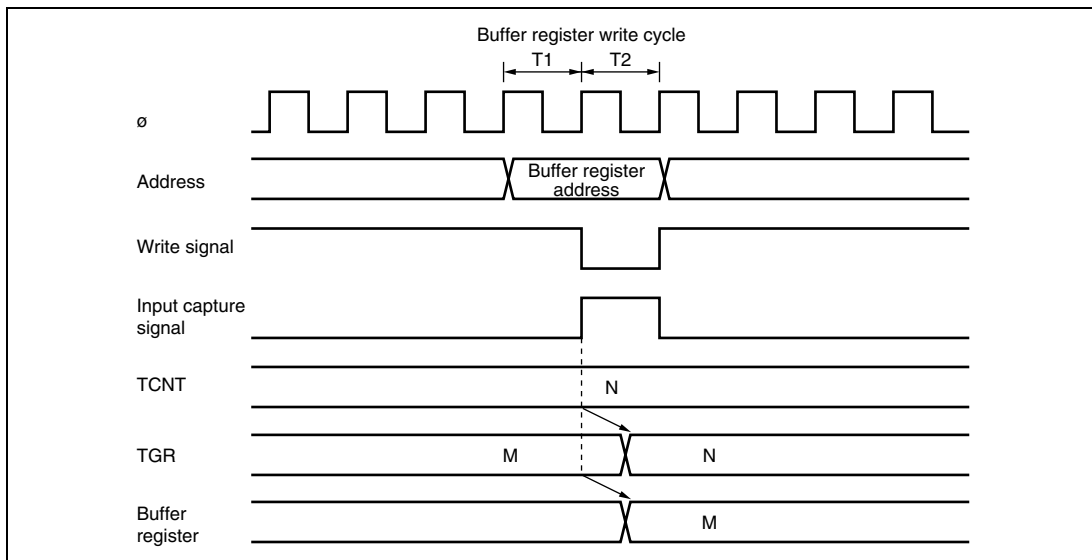 Buffer register write cycle
T1 T2
ø
Address
Buffer register
address
Write signal
Input capture
signal
TCNT
N
TGR
M N
Buffer
register
M